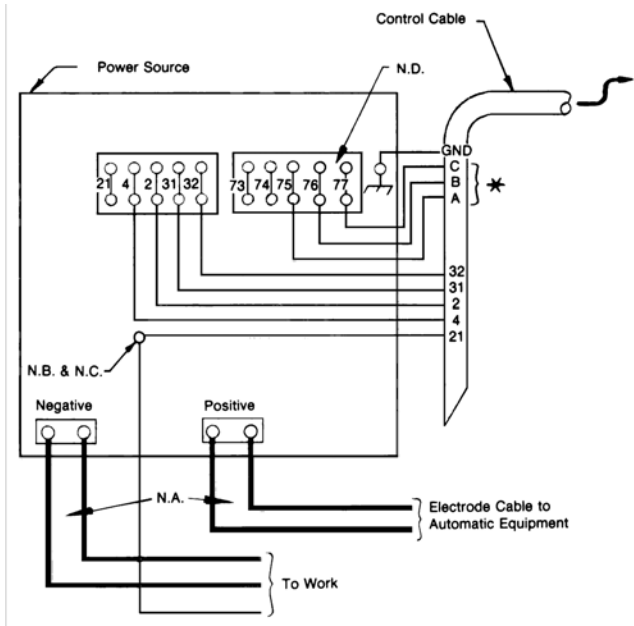 Control Cable
Power Source
N.D.
GND
C
B
A
*
21 4 2 31 32
73 74 75 76 77
32
31
2
4
21
N.B. & N.C.
Negative
Positive
N.A.
Electrode Cable to
Automatic Equipment
To Work